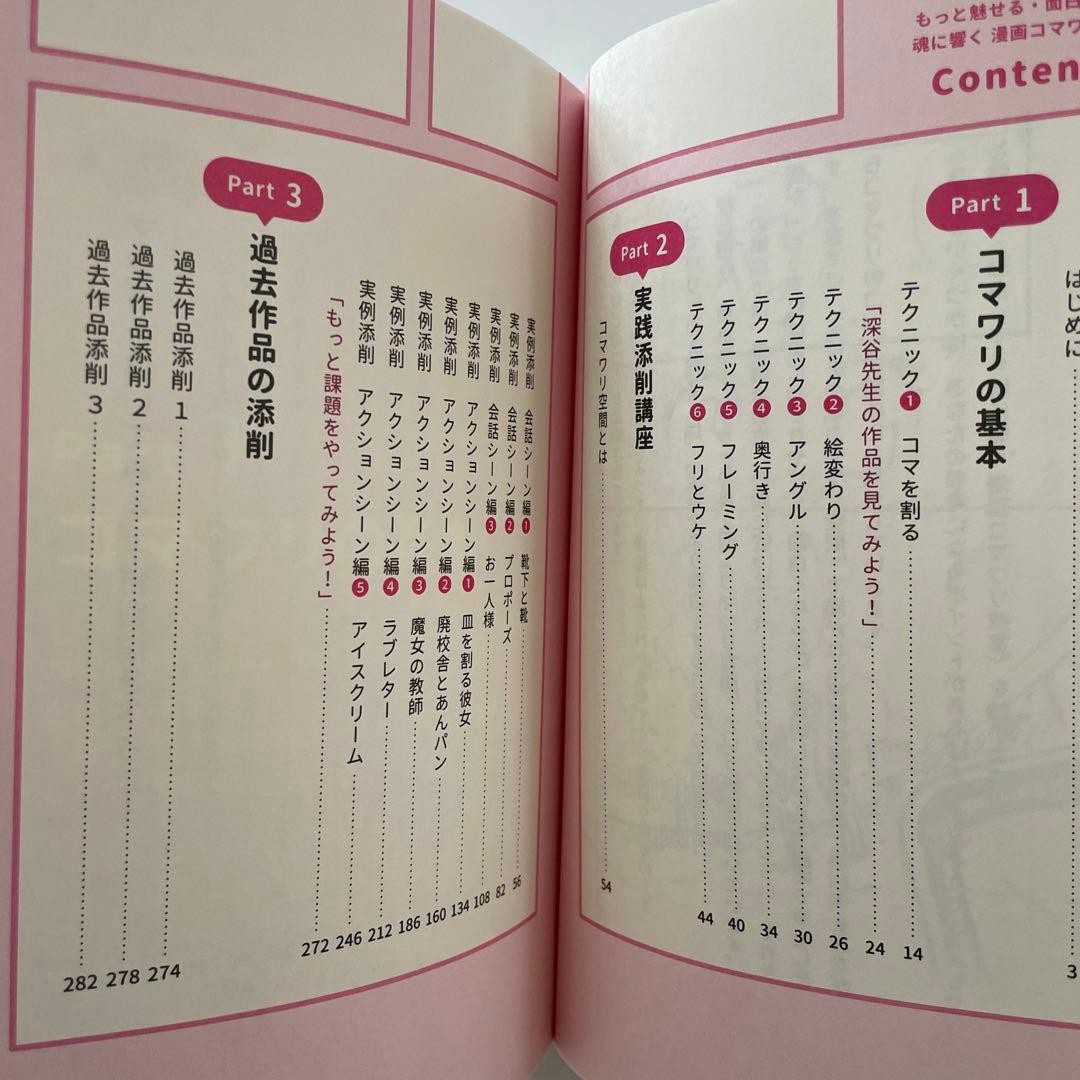 もっと魅せる・面白
魂に響く 漫画コマワ
Conten
はじめに
3
Part 1
コマワリの基本
テクニック❶ コマを割る 14
「深谷先生の作品を見てみよう！」 24
テクニック❷ 絵変わり 26
テクニック❸ アングル 30
テクニック❹ 奥行き 34
テクニック❺ フレーミング 40
テクニック❻ フリとウケ 44
Part 2
実践添削講座
コマワリ空間とは 54
実例添削 会話シーン編❶ 靴下と靴 56
実例添削 会話シーン編❷ プロポーズ 82
実例添削 会話シーン編❸ お一人様 108
実例添削 アクションシーン編❶ 皿を割る彼女 134
実例添削 アクションシーン編❷ 廃校舎とあんパン 160
実例添削 アクションシーン編❸ 魔女の教師 186
実例添削 アクションシーン編❹ ラブレター 212
実例添削 アクションシーン編❺ アイスクリーム 246
「もっと課題をやってみよう！」 272
Part 3
過去作品の添削
過去作品添削 1 274
過去作品添削 2 278
過去作品添削 3 282